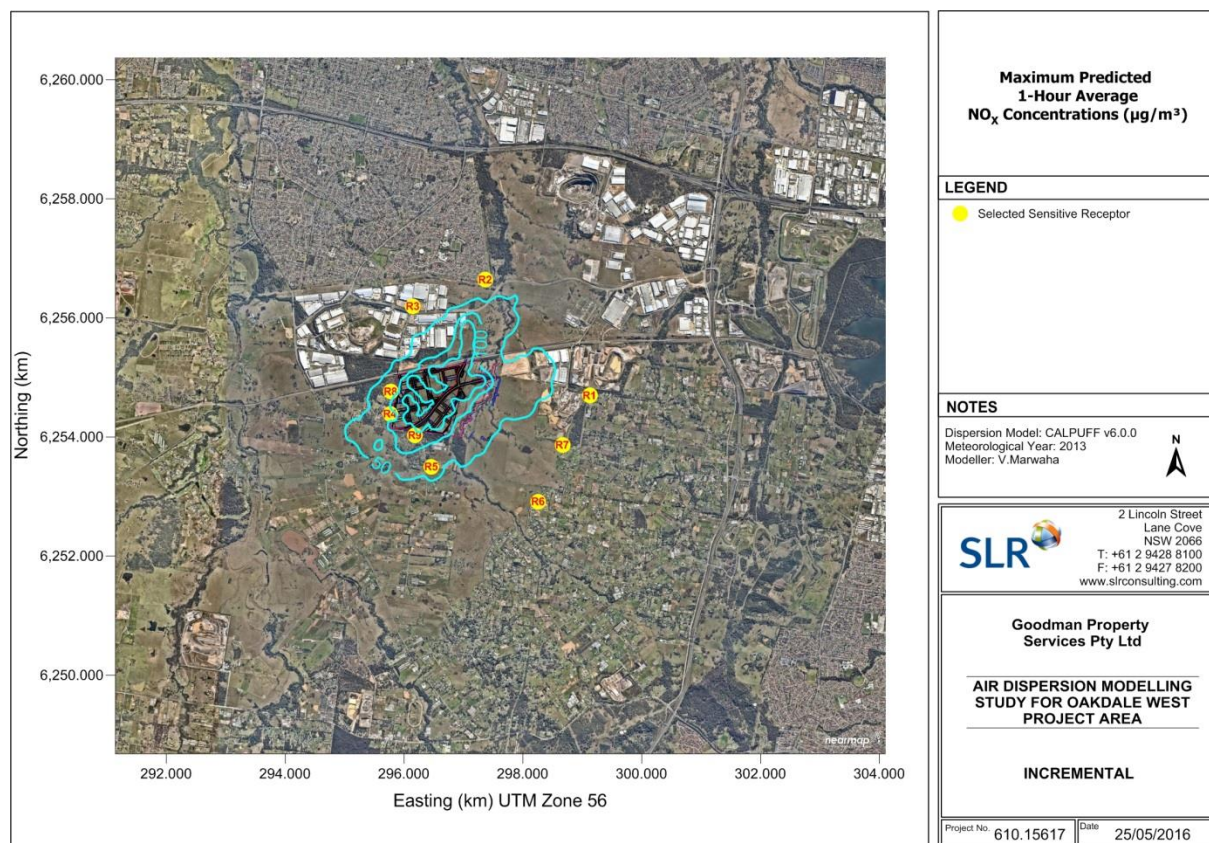 6,260.000
6,258.000
6,256.000
6,254.000
6,252.000
6,250.000
Northing (km)
R2
R3
R1
R8
R4
R9
R7
R5
R6
nearmap
292.000
294.000
296.000
298.000
300.000
302.000
304.000
Easting (km) UTM Zone 56
Maximum Predicted
1-Hour Average
NOX Concentrations (µg/m³)
LEGEND
Selected Sensitive Receptor
NOTES
Dispersion Model: CALPUFF v6.0.0
Meteorological Year: 2013
Modeller: V.Marwaha
N
SLR
2 Lincoln Street
Lane Cove
NSW 2066
T: +61 2 9428 8100
F: +61 2 9427 8200
www.slrconsulting.com
Goodman Property
Services Pty Ltd
AIR DISPERSION MODELLING
STUDY FOR OAKDALE WEST
PROJECT AREA
INCREMENTAL
Project No. 610.15617
Date 25/05/2016